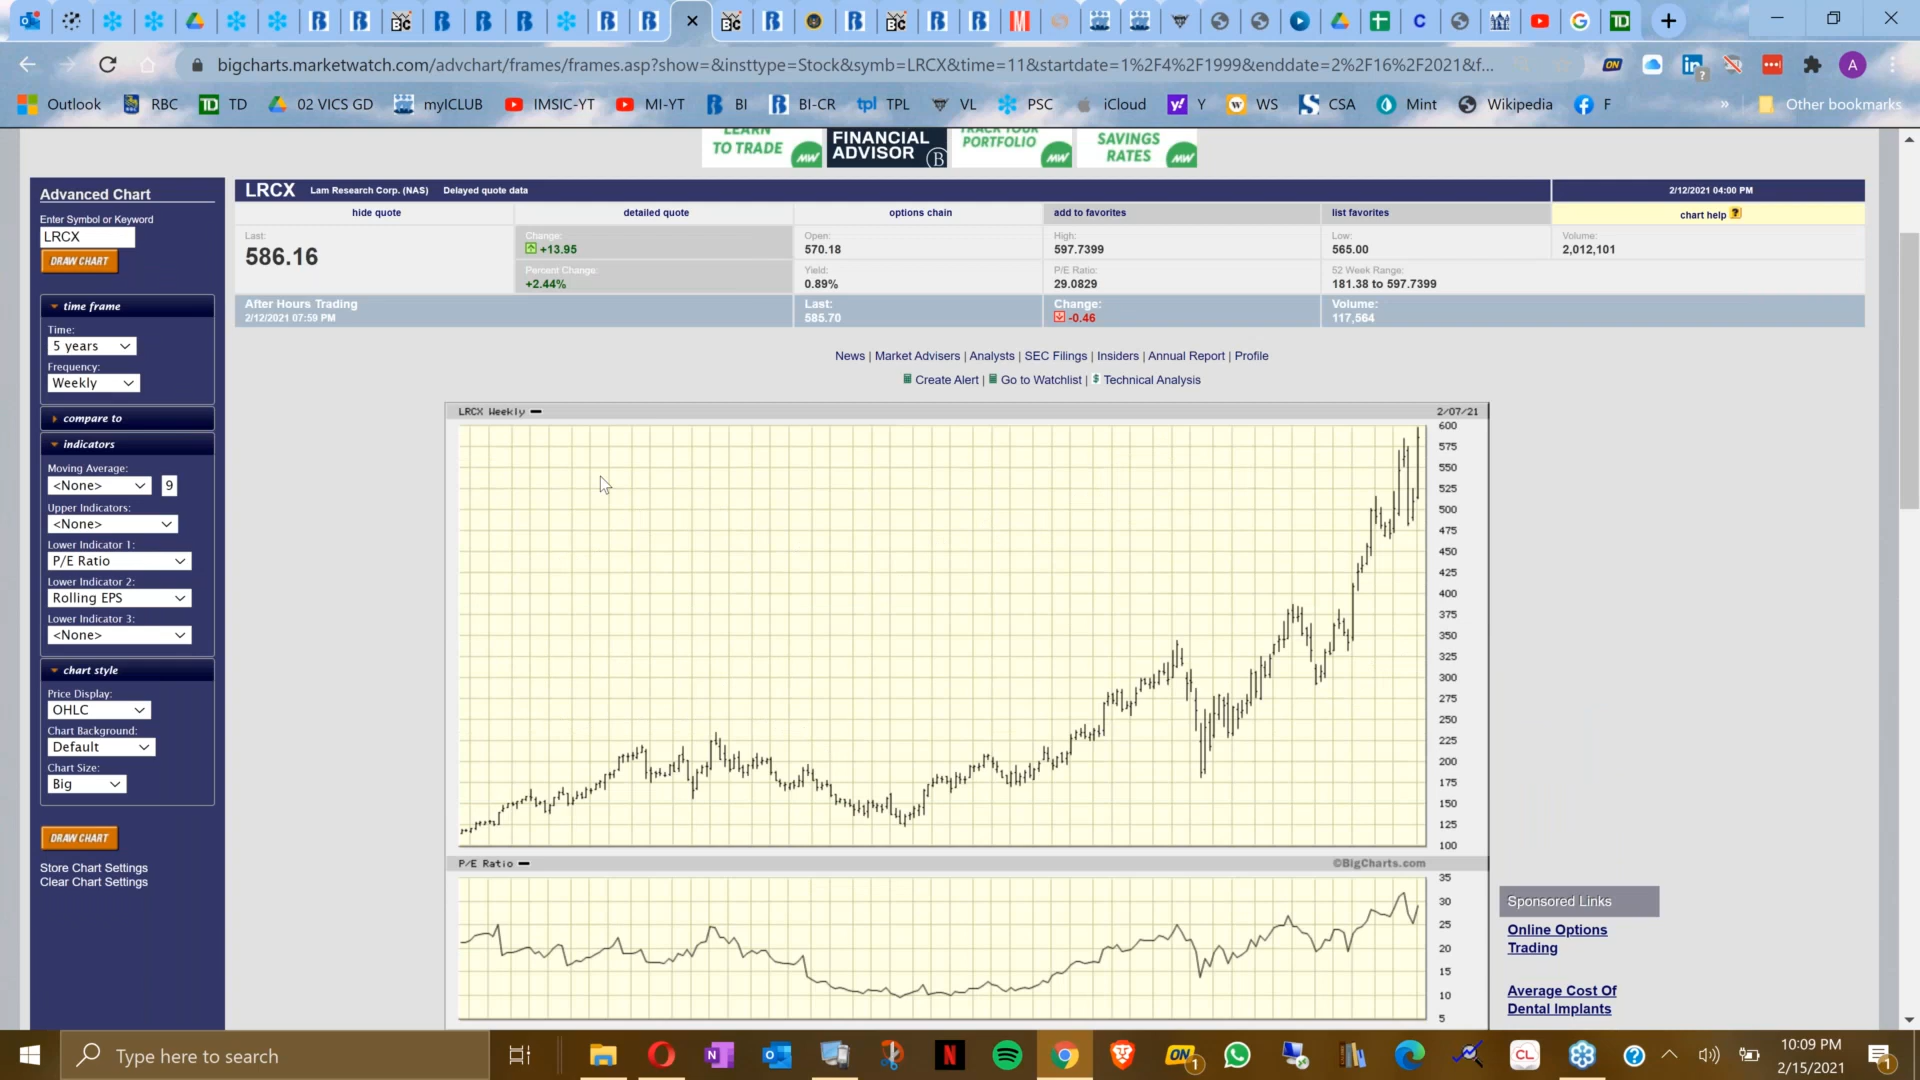 bigcharts.marketwatch.com/advchart/frames/frames.asp?show=&insttype=Stock&symb=LRCX&time=11&startdate=1%2F4%2F1999&enddate=2%2F16%2F2021&f...
Outlook RBC TD TD 02 VICS GD myICLUB IMSIC-YT MI-YT BI BI-CR tpl TPL VL PSC iCloud Y WS CSA Mint Wikipedia F » Other bookmarks
LEARN
TO TRADE
FINANCIAL
ADVISOR
TRACK YOUR
PORTFOLIO
SAVINGS
RATES
Advanced Chart
Enter Symbol or Keyword
LRCX
DRAW CHART
time frame
Time:
5 years
Frequency:
Weekly
compare to
indicators
Moving Average:
<None> 9
Upper Indicators:
<None>
Lower Indicator 1:
P/E Ratio
Lower Indicator 2:
Rolling EPS
Lower Indicator 3:
<None>
chart style
Price Display:
OHLC
Chart Background:
Default
Chart Size:
Big
DRAW CHART
Store Chart Settings
Clear Chart Settings
LRCX Lam Research Corp. (NAS) Delayed quote data 2/12/2021 04:00 PM
hide quote detailed quote options chain add to favorites list favorites chart help ?
Last: Change: Open: High: Low: Volume:
586.16 +13.95 570.18 597.7399 565.00 2,012,101
Percent Change: Yield: P/E Ratio: 52 Week Range:
+2.44% 0.89% 29.0829 181.38 to 597.7399
After Hours Trading Last: Change: Volume:
2/12/2021 07:59 PM 585.70 -0.46 117,564
News | Market Advisers | Analysts | SEC Filings | Insiders | Annual Report | Profile
Create Alert | Go to Watchlist | $ Technical Analysis
LRCX Weekly 2/07/21
600
575
550
525
500
475
450
425
400
375
350
325
300
275
250
225
200
175
150
125
100
P/E Ratio ©BigCharts.com
35
30
25
20
15
10
5
Sponsored Links
Online Options
Trading
Average Cost Of
Dental Implants
Type here to search
10:09 PM
2/15/2021